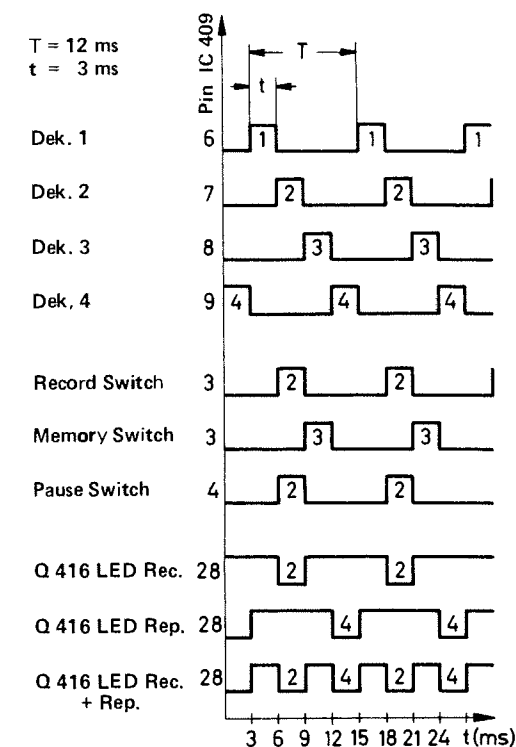 T = 12 ms
t = 3 ms
Pin IC 409
T
t
Dek. 1 6 1 1 1
Dek. 2 7 2 2
Dek. 3 8 3 3
Dek, 4 9 4 4 4
Record Switch 3 2 2
Memory Switch 3 3 3
Pause Switch 4 2 2
Q 416 LED Rec. 28 2 2
Q 416 LED Rep. 28 4 4
Q 416 LED Rec. 28 2 4 2 4
+ Rep.
3 6 9 12 15 18 21 24 t (ms)